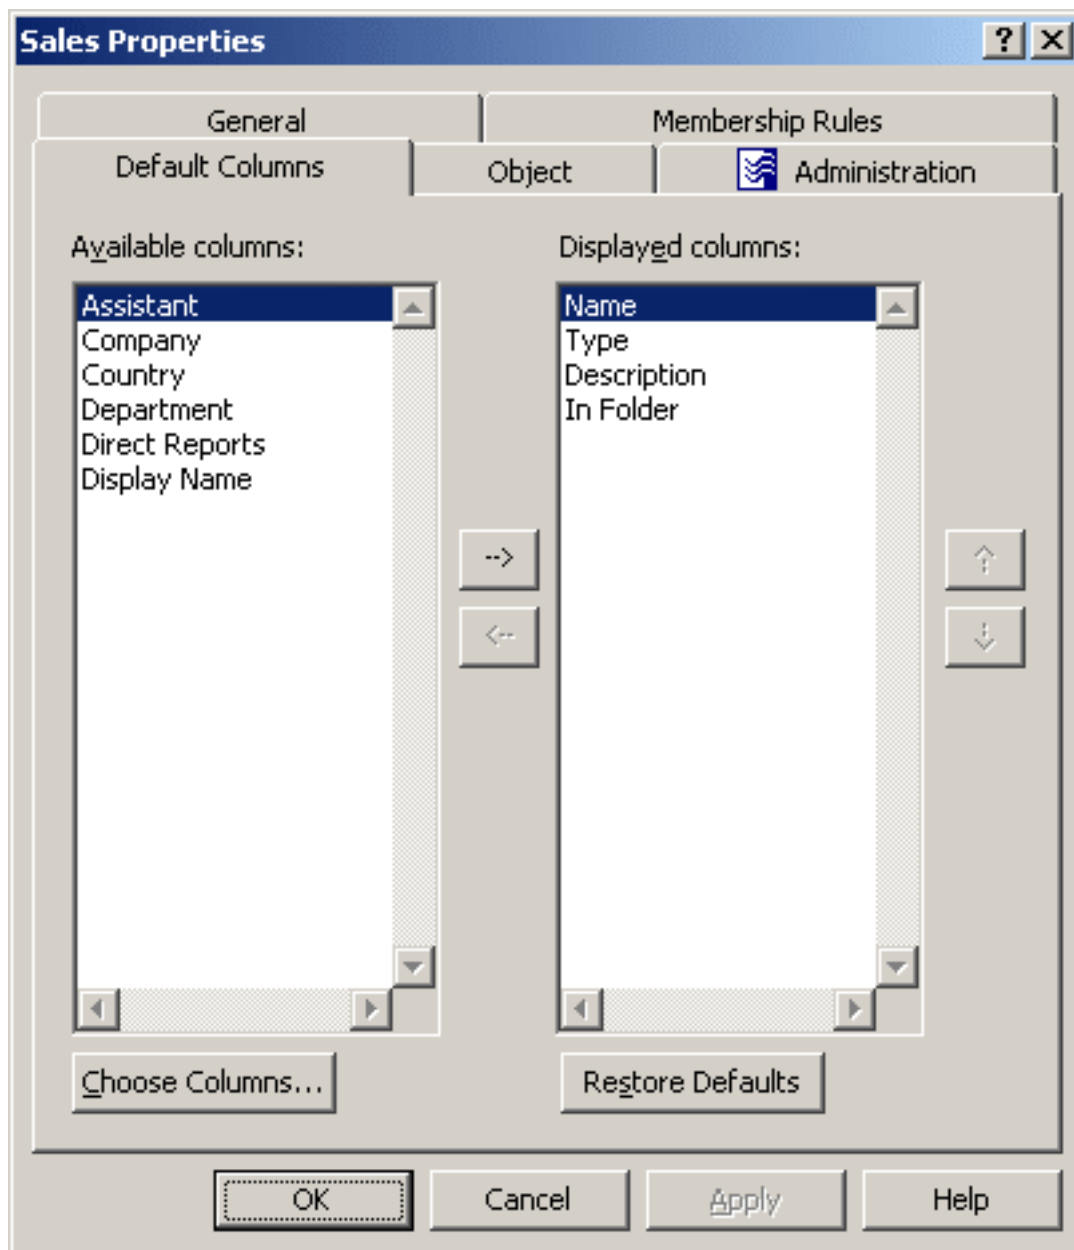 Sales Properties
General
Membership Rules
Default Columns
Object
Administration
Available columns:
Assistant
Company
Country
Department
Direct Reports
Display Name
-->
<--
Displayed columns:
Name
Type
Description
In Folder
Choose Columns...
Restore Defaults
OK
Cancel
Apply
Help